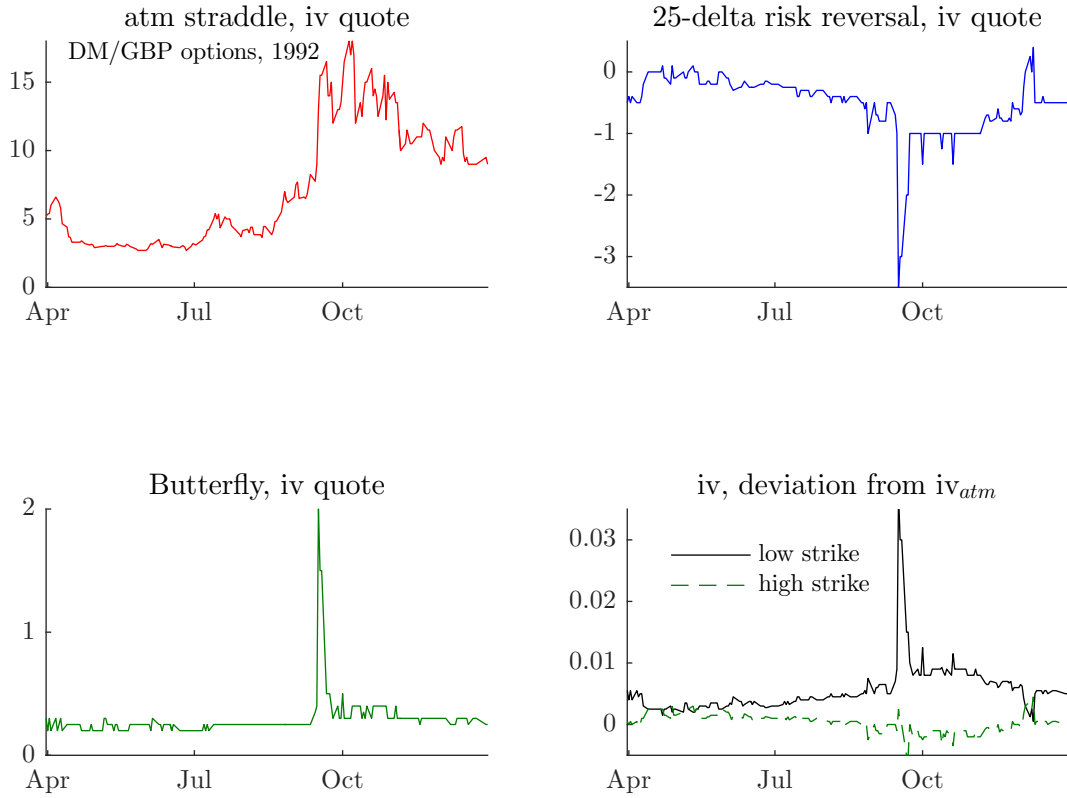 atm straddle, iv quote
DM/GBP options, 1992
15
10
5
0
Apr Jul Oct
25-delta risk reversal, iv quote
0
-1
-2
-3
Apr Jul Oct
Butterfly, iv quote
2
1
0
Apr Jul Oct
iv, deviation from iv_atm
0.03
0.02
0.01
0
low strike
high strike
Apr Jul Oct